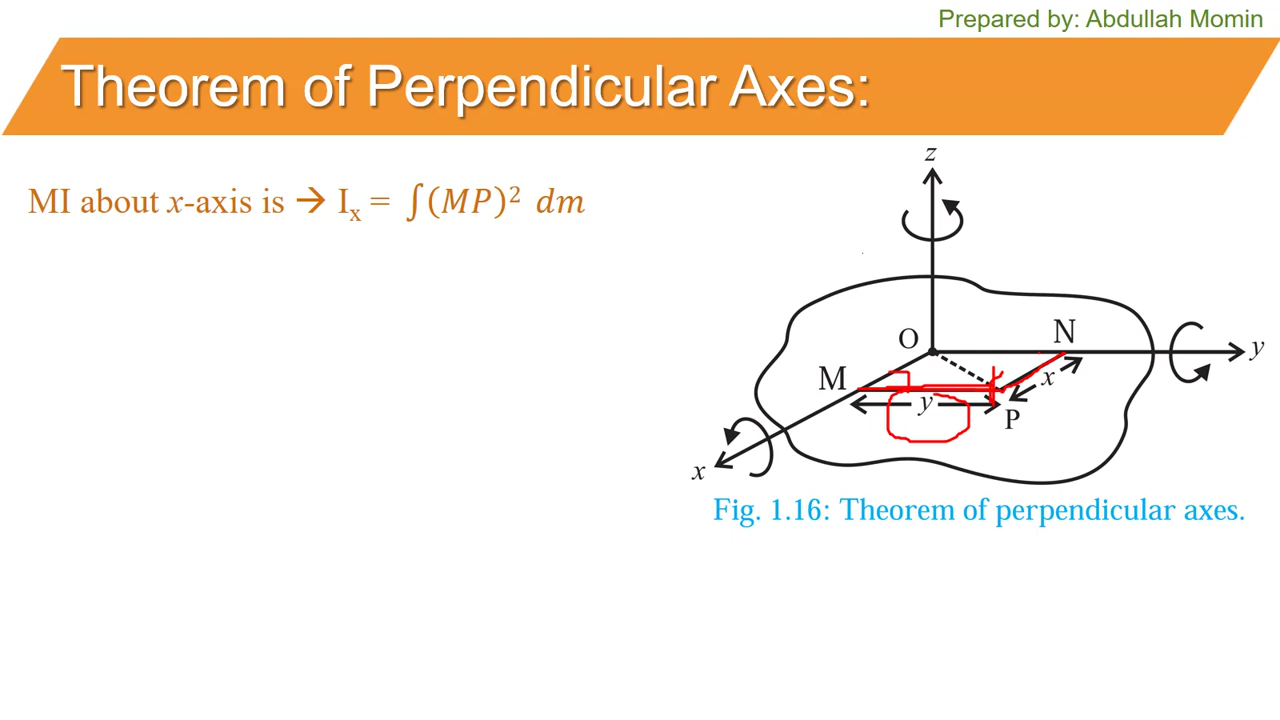 Prepared by: Abdullah Momin
Theorem of Perpendicular Axes:
MI about x-axis is → Iₓ = ∫(MP)² dm
z
O
N
y
M
x
y
P
x
Fig. 1.16: Theorem of perpendicular axes.